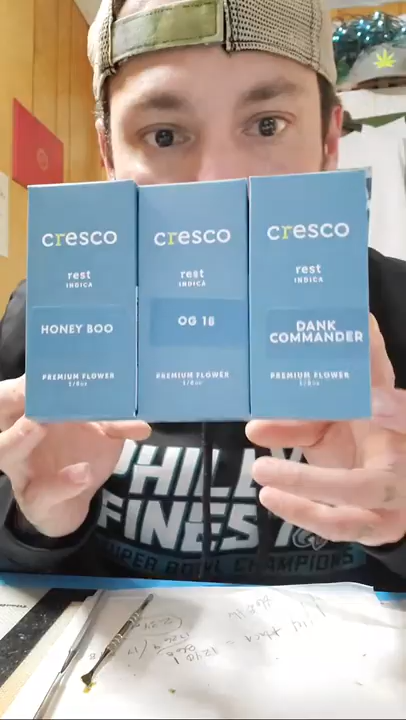 cresco
rest
INDICA
HONEY BOO
PREMIUM FLOWER
1/8oz
cresco
rest
INDICA
OG 18
PREMIUM FLOWER
1/8oz
cresco
rest
INDICA
DANK
COMMANDER
PREMIUM FLOWER
1/8oz
PHILLY
FINEST
SUPER BOWL CHAMPIONS